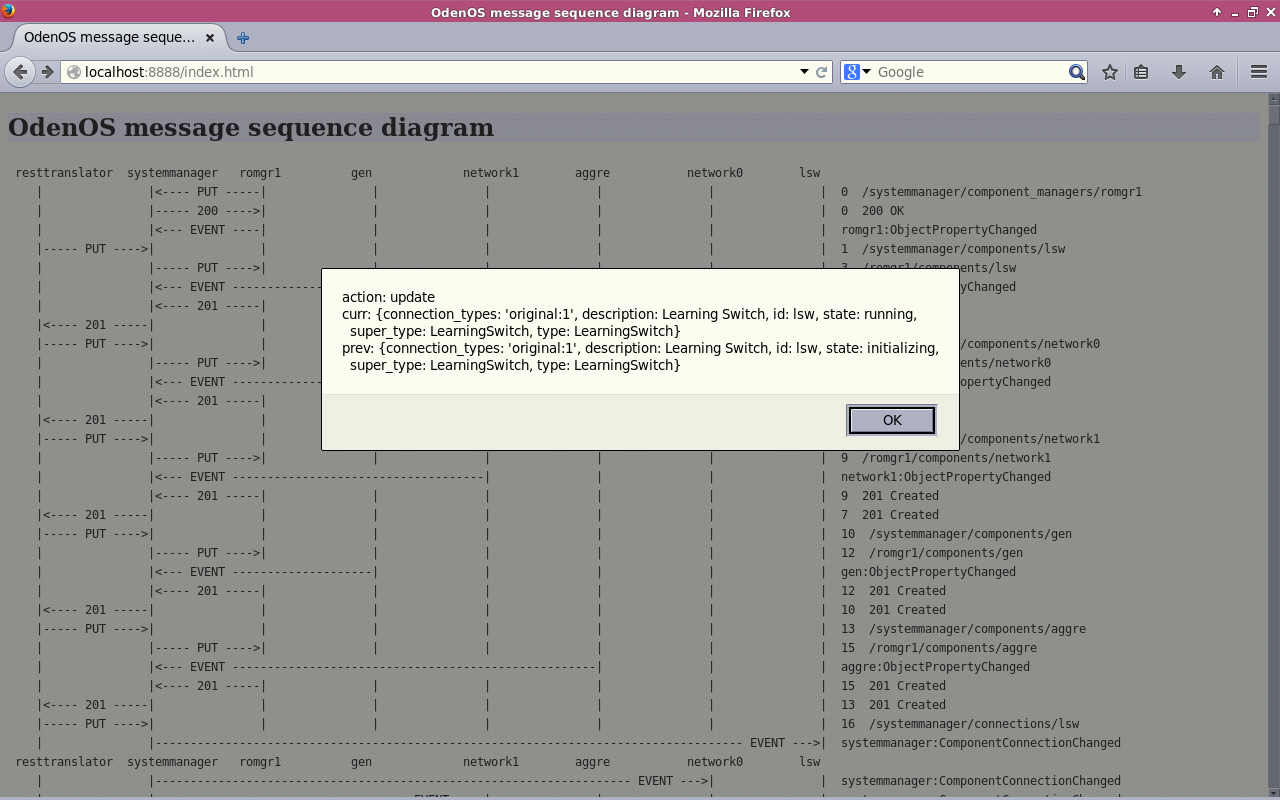 OdenOS message sequence diagram - Mozilla Firefox
OdenOS message seque...
localhost:8888/index.html
Google
OdenOS message sequence diagram
resttranslator  systemmanager   romgr1          gen             network1        aggre           network0        lsw
|               |<---- PUT -----|               |               |               |               |               |  0  /systemmanager/component_managers/romgr1
|               |----- 200 ---->|               |               |               |               |               |  0  200 OK
|               |<---- EVENT ----|               |               |               |               |               |  romgr1:ObjectPropertyChanged
|----- PUT ---->|               |               |               |               |               |               |  1  /systemmanager/components/lsw
|               |----- PUT ---->|               |               |               |               |               |  3  /romgr1/components/lsw
|               |<---- EVENT ------------- yChanged
|               |<---- 201 -----|
|<---- 201 -----|               |
|----- PUT ---->|               | components/network0
|               |----- PUT ---->| onents/network0
|               |<---- EVENT ------------- opertyChanged
|               |<---- 201 -----|
|<---- 201 -----|               |
|----- PUT ---->|               | /components/network1
|               |----- PUT ---->|               |               |               |               |               |  9  /romgr1/components/network1
|               |<---- EVENT ------------------------------------|               |               |               |  network1:ObjectPropertyChanged
|               |<---- 201 -----|               |               |               |               |               |  9  201 Created
|<---- 201 -----|               |               |               |               |               |               |  7  201 Created
|----- PUT ---->|               |               |               |               |               |               |  10  /systemmanager/components/gen
|               |----- PUT ---->|               |               |               |               |               |  12  /romgr1/components/gen
|               |<---- EVENT --------------------|               |               |               |               |  gen:ObjectPropertyChanged
|               |<---- 201 -----|               |               |               |               |               |  12  201 Created
|<---- 201 -----|               |               |               |               |               |               |  10  201 Created
|----- PUT ---->|               |               |               |               |               |               |  13  /systemmanager/components/aggre
|               |----- PUT ---->|               |               |               |               |               |  15  /romgr1/components/aggre
|               |<--- EVENT -----------------------------------------------------|               |               |  aggre:ObjectPropertyChanged
|               |<---- 201 -----|               |               |               |               |               |  15  201 Created
|<---- 201 -----|               |               |               |               |               |               |  13  201 Created
|----- PUT ---->|               |               |               |               |               |               |  16  /systemmanager/connections/lsw
|               |------------------------------------------------------------------------------------ EVENT --->|  systemmanager:ComponentConnectionChanged
resttranslator  systemmanager   romgr1          gen             network1        aggre           network0        lsw
|               |-------------------------------------------------------------------- EVENT --->|               |  systemmanager:ComponentConnectionChanged
action: update
curr: {connection_types: 'original:1', description: Learning Switch, id: lsw, state: running,
super_type: LearningSwitch, type: LearningSwitch}
prev: {connection_types: 'original:1', description: Learning Switch, id: lsw, state: initializing,
super_type: LearningSwitch, type: LearningSwitch}
OK